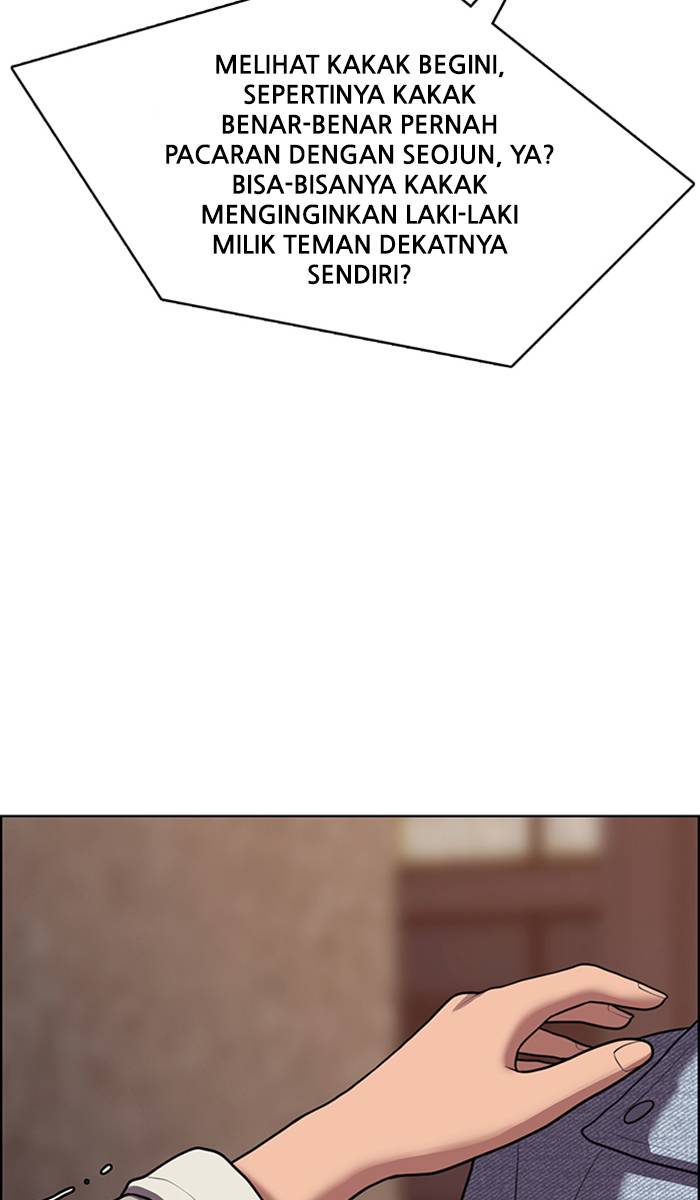 MELIHAT KAKAK BEGINI,
SEPERTINYA KAKAK
BENAR-BENAR PERNAH
PACARAN DENGAN SEOJUN, YA?
BISA-BISANYA KAKAK
MENGINGINKAN LAKI-LAKI
MILIK TEMAN DEKATNYA
SENDIRI?